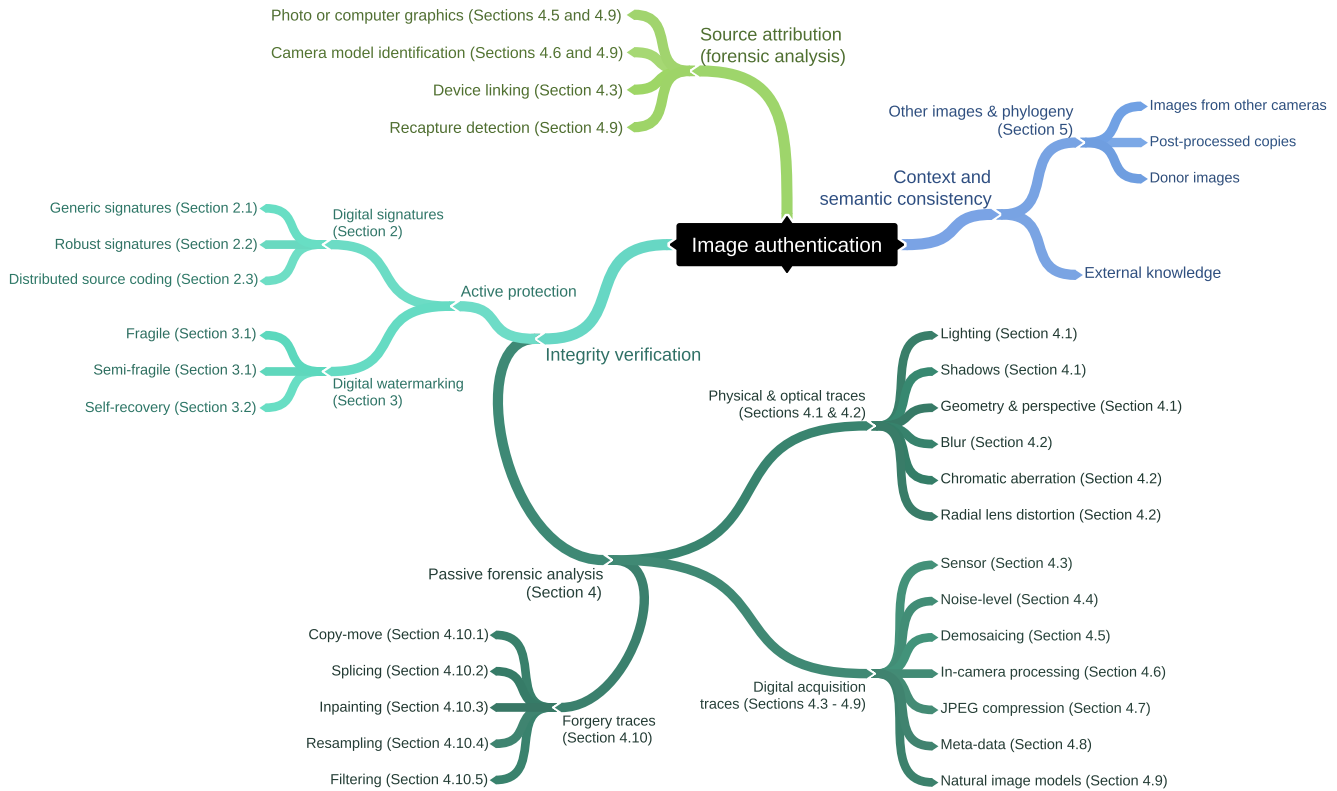 Photo or computer graphics (Sections 4.5 and 4.9)
Camera model identification (Sections 4.6 and 4.9)
Device linking (Section 4.3)
Recapture detection (Section 4.9)
Source attribution
(forensic analysis)
Other images & phylogeny
(Section 5)
Images from other cameras
Post-processed copies
Donor images
Context and
semantic consistency
External knowledge
Image authentication
Generic signatures (Section 2.1)
Robust signatures (Section 2.2)
Distributed source coding (Section 2.3)
Digital signatures
(Section 2)
Active protection
Fragile (Section 3.1)
Semi-fragile (Section 3.1)
Self-recovery (Section 3.2)
Digital watermarking
(Section 3)
Integrity verification
Physical & optical traces
(Sections 4.1 & 4.2)
Lighting (Section 4.1)
Shadows (Section 4.1)
Geometry & perspective (Section 4.1)
Blur (Section 4.2)
Chromatic aberration (Section 4.2)
Radial lens distortion (Section 4.2)
Passive forensic analysis
(Section 4)
Digital acquisition
traces (Sections 4.3 - 4.9)
Sensor (Section 4.3)
Noise-level (Section 4.4)
Demosaicing (Section 4.5)
In-camera processing (Section 4.6)
JPEG compression (Section 4.7)
Meta-data (Section 4.8)
Natural image models (Section 4.9)
Copy-move (Section 4.10.1)
Splicing (Section 4.10.2)
Inpainting (Section 4.10.3)
Resampling (Section 4.10.4)
Filtering (Section 4.10.5)
Forgery traces
(Section 4.10)